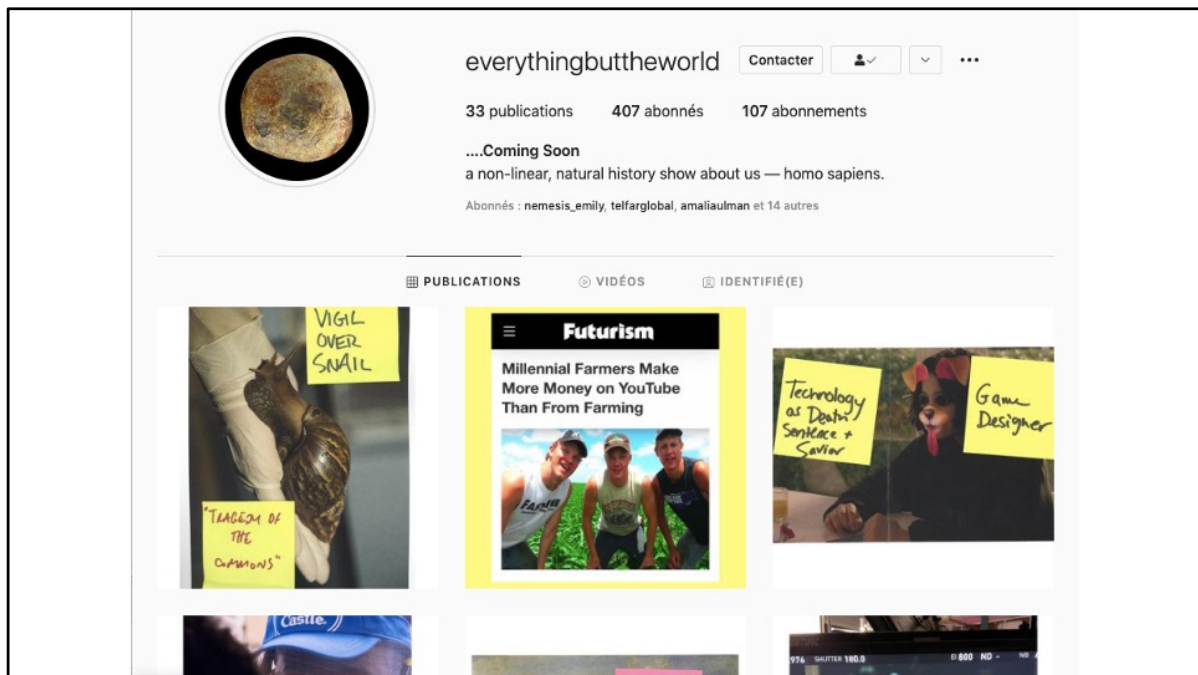 everythingbuttheworld Contacter
33 publications 407 abonnés 107 abonnements
....Coming Soon
a non-linear, natural history show about us — homo sapiens.
Abonnés : nemesis_emily, telfarglobal, amaliaulman et 14 autres
PUBLICATIONS VIDÉOS IDENTIFIÉ(E)
VIGIL
OVER
SNAIL
"TRAGEDY OF
THE
COMMONS"
Futurism
Millennial Farmers Make
More Money on YouTube
Than From Farming
Technology
as Death
Sentence +
Savior
Game
Designer
Castle.
976 SHUTTER 180.0 EI 800 ND -